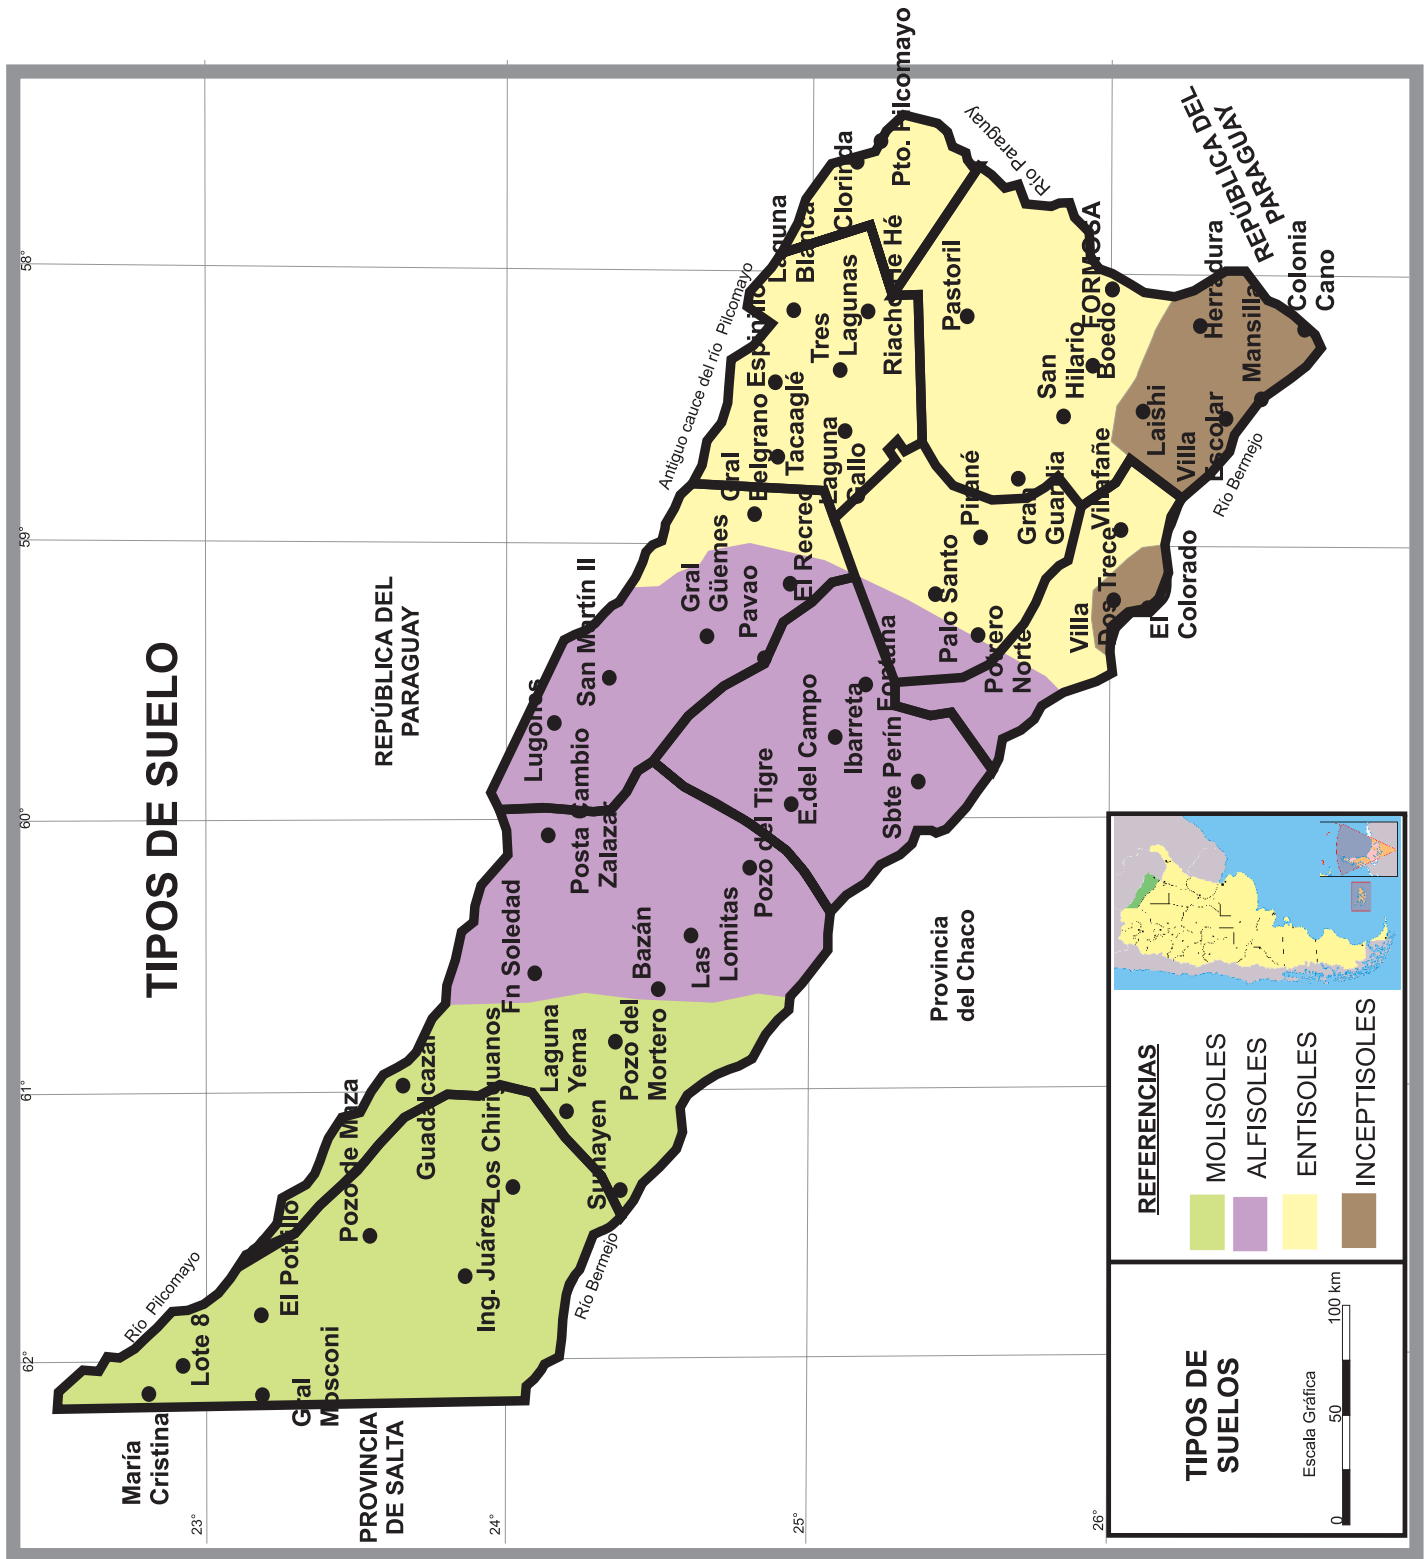 TIPOS DE SUELO
REPÚBLICA DEL
PARAGUAY
REPÚBLICA DEL
PARAGUAY
PROVINCIA
DE SALTA
Provincia
del Chaco
Río Pilcomayo
Antiguo cauce del río Pilcomayo
Río Paraguay
Río Bermejo
Río Bermejo
62°
61°
60°
59°
58°
23°
24°
25°
26°
María
Cristina
Lote 8
Gral
Mosconi
El Potrillo
Pozo de Maza
Guadalcazar
Ing. Juárez
Los Chiriguanos
Sumayen
Laguna
Yema
Pozo del
Mortero
Fn Soledad
Bazán
Las
Lomitas
Posta Cambio
Zalazar
Pozo del Tigre
Lugones
San Martín II
E.del Campo
Ibarreta
Sbte Perín
Fontana
Gral
Güemes
Pavao
El Recreo
Palo Santo
Potrero
Norte
Gral
Belgrano
Tacaaglé
Espinillo
Tres
Lagunas
Laguna
Blanca
Laguna
Gallo
Riacho He Hé
Clorinda
Pto. Pilcomayo
Pastoril
Pirané
Gran
Guardia
San
Hilario
Boedo
FORMOSA
Villafañe
Villa
Dos Trece
El
Colorado
Laishi
Villa
Escolar
Mansilla
Herradura
Colonia
Cano
TIPOS DE
SUELOS
Escala Gráfica
0
50
100 km
REFERENCIAS
MOLISOLES
ALFISOLES
ENTISOLES
INCEPTISOLES